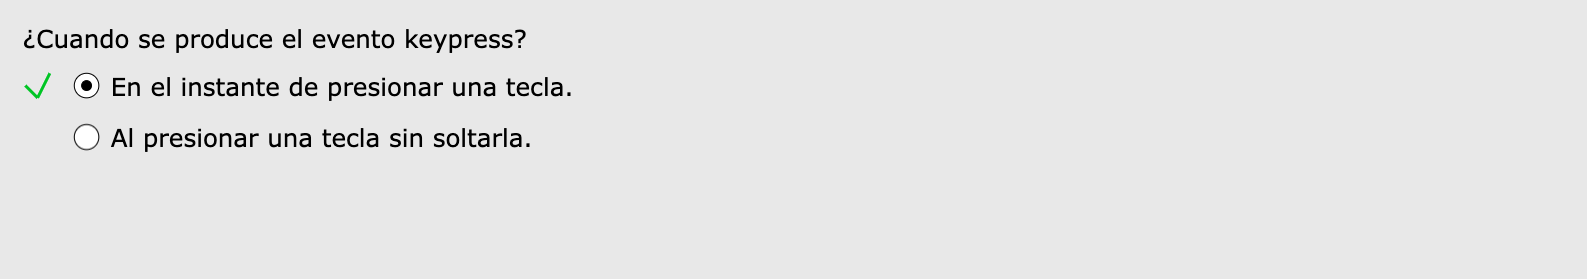 ¿Cuando se produce el evento keypress?
En el instante de presionar una tecla.
Al presionar una tecla sin soltarla.